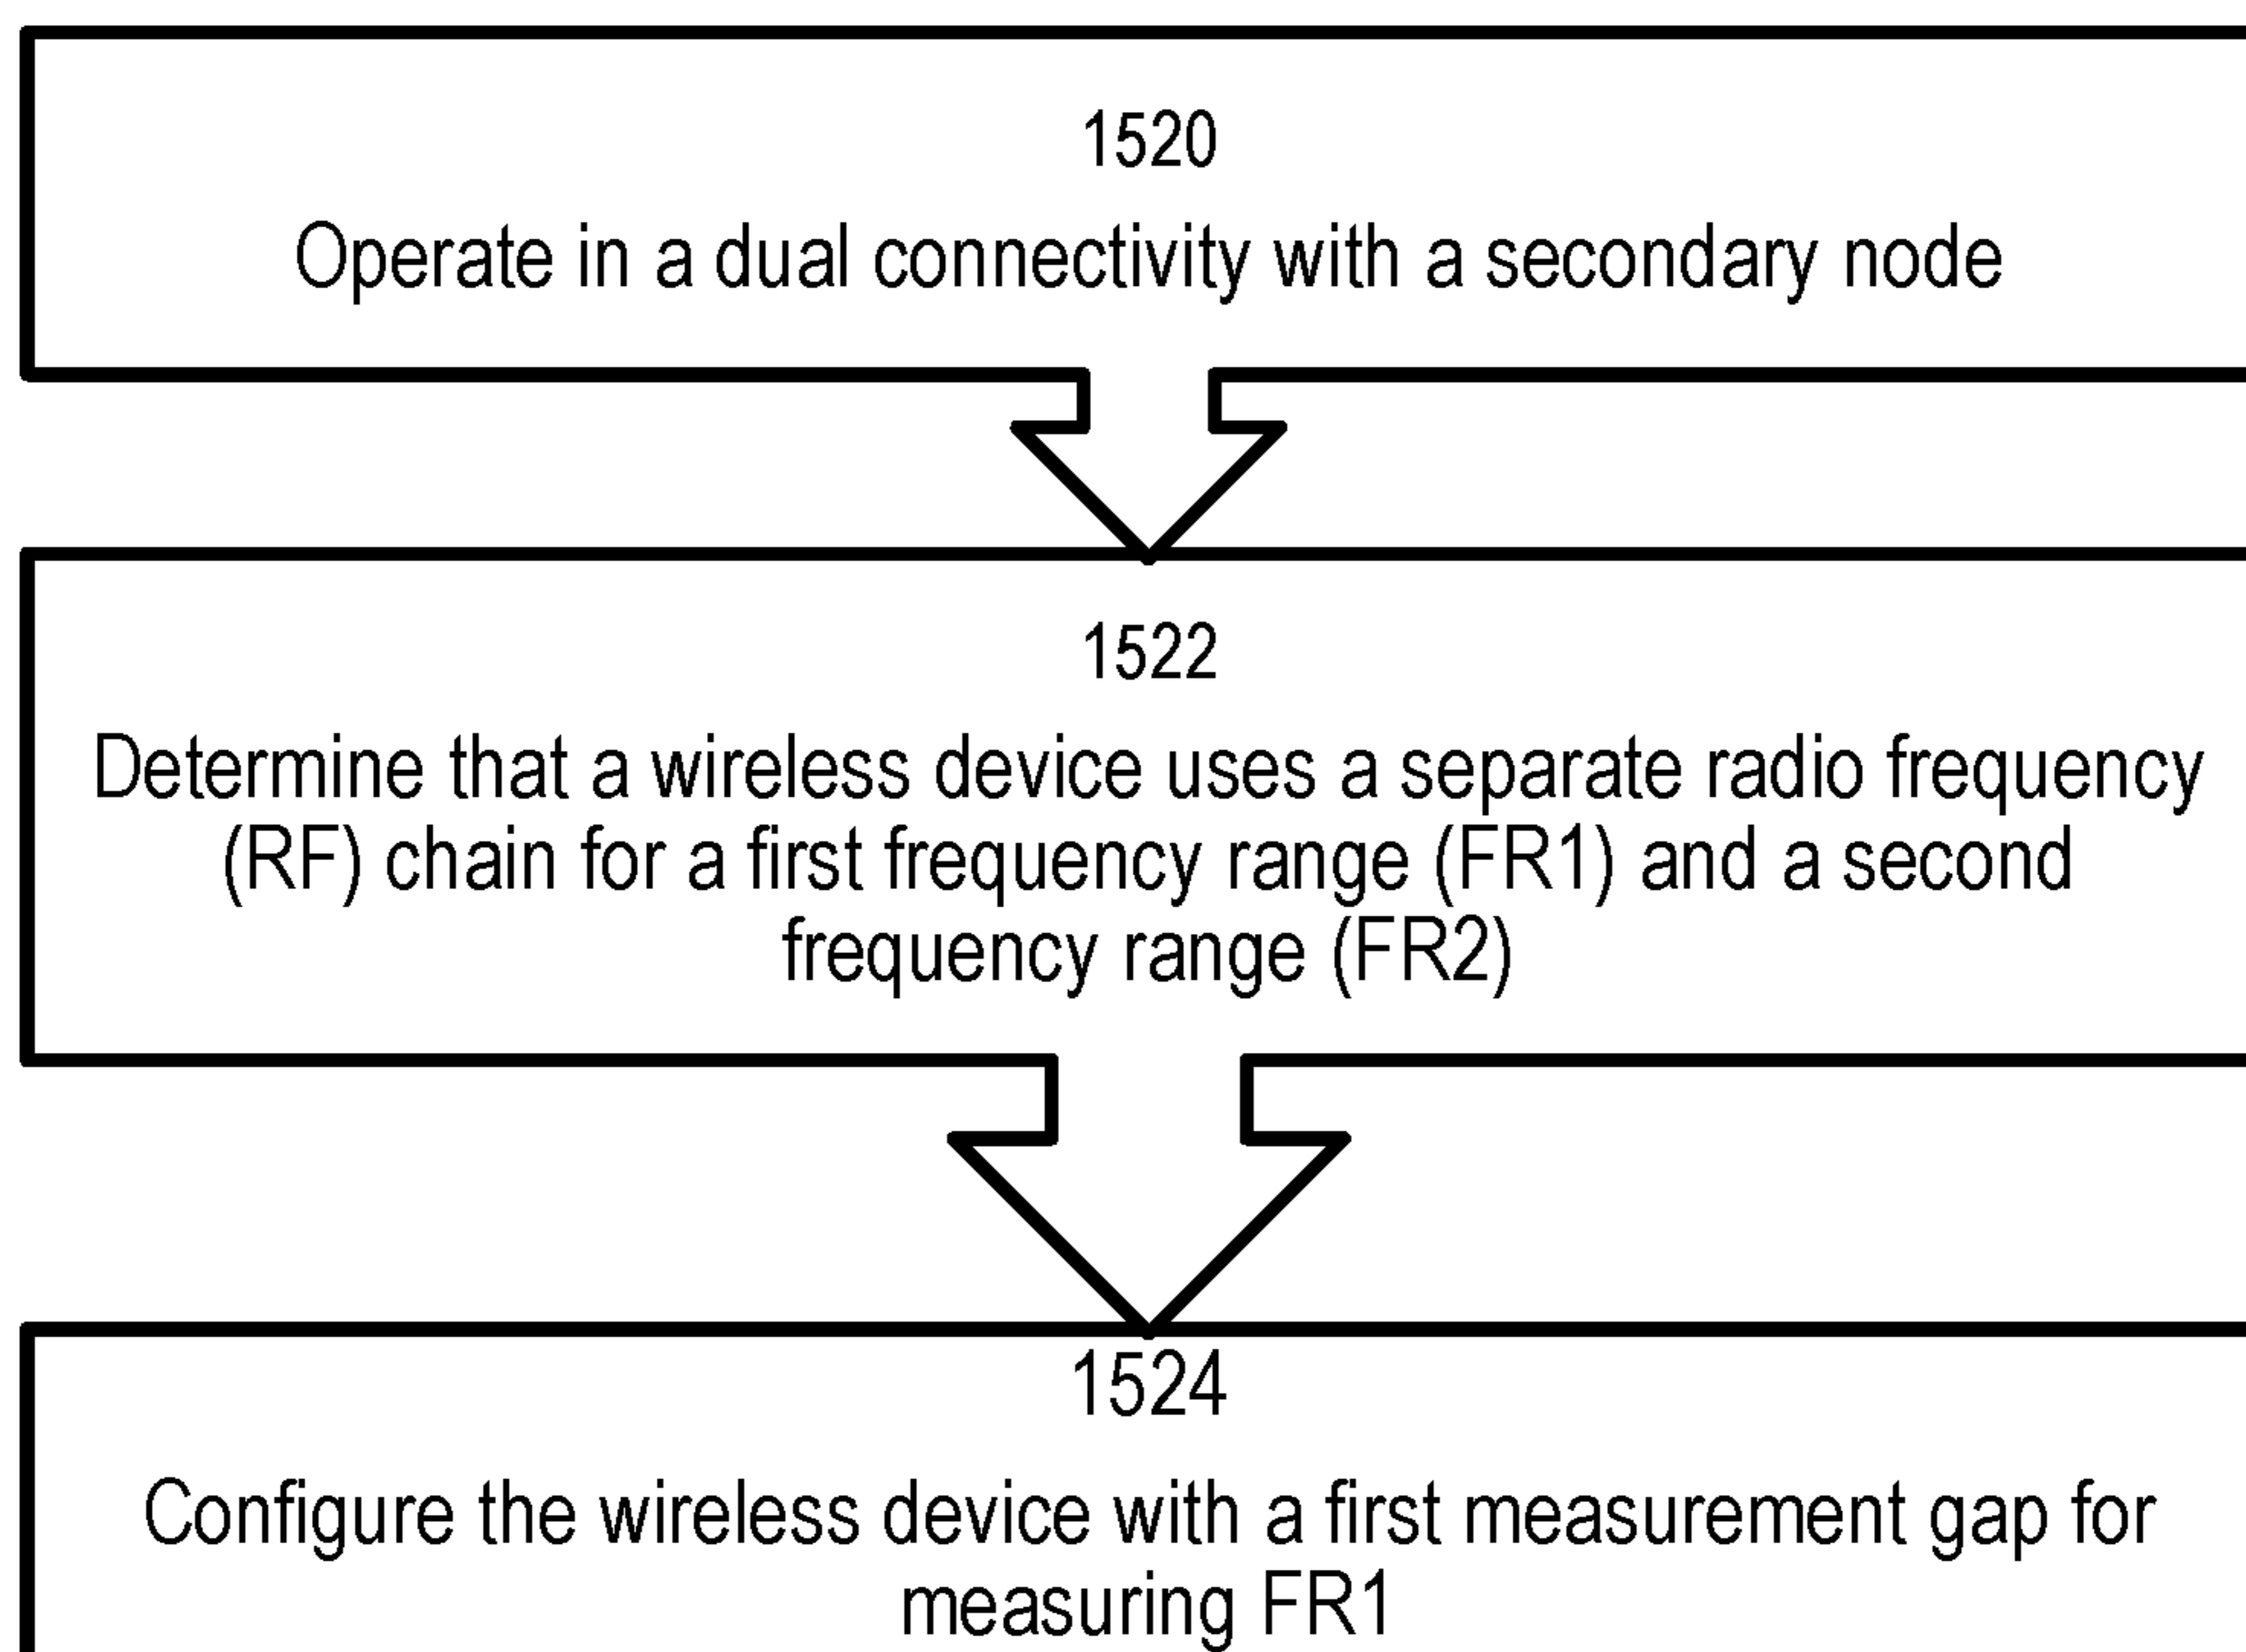 1520
Operate in a dual connectivity with a secondary node
1522
Determine that a wireless device uses a separate radio frequency
(RF) chain for a first frequency range (FR1) and a second
frequency range (FR2)
1524
Configure the wireless device with a first measurement gap for
measuring FR1